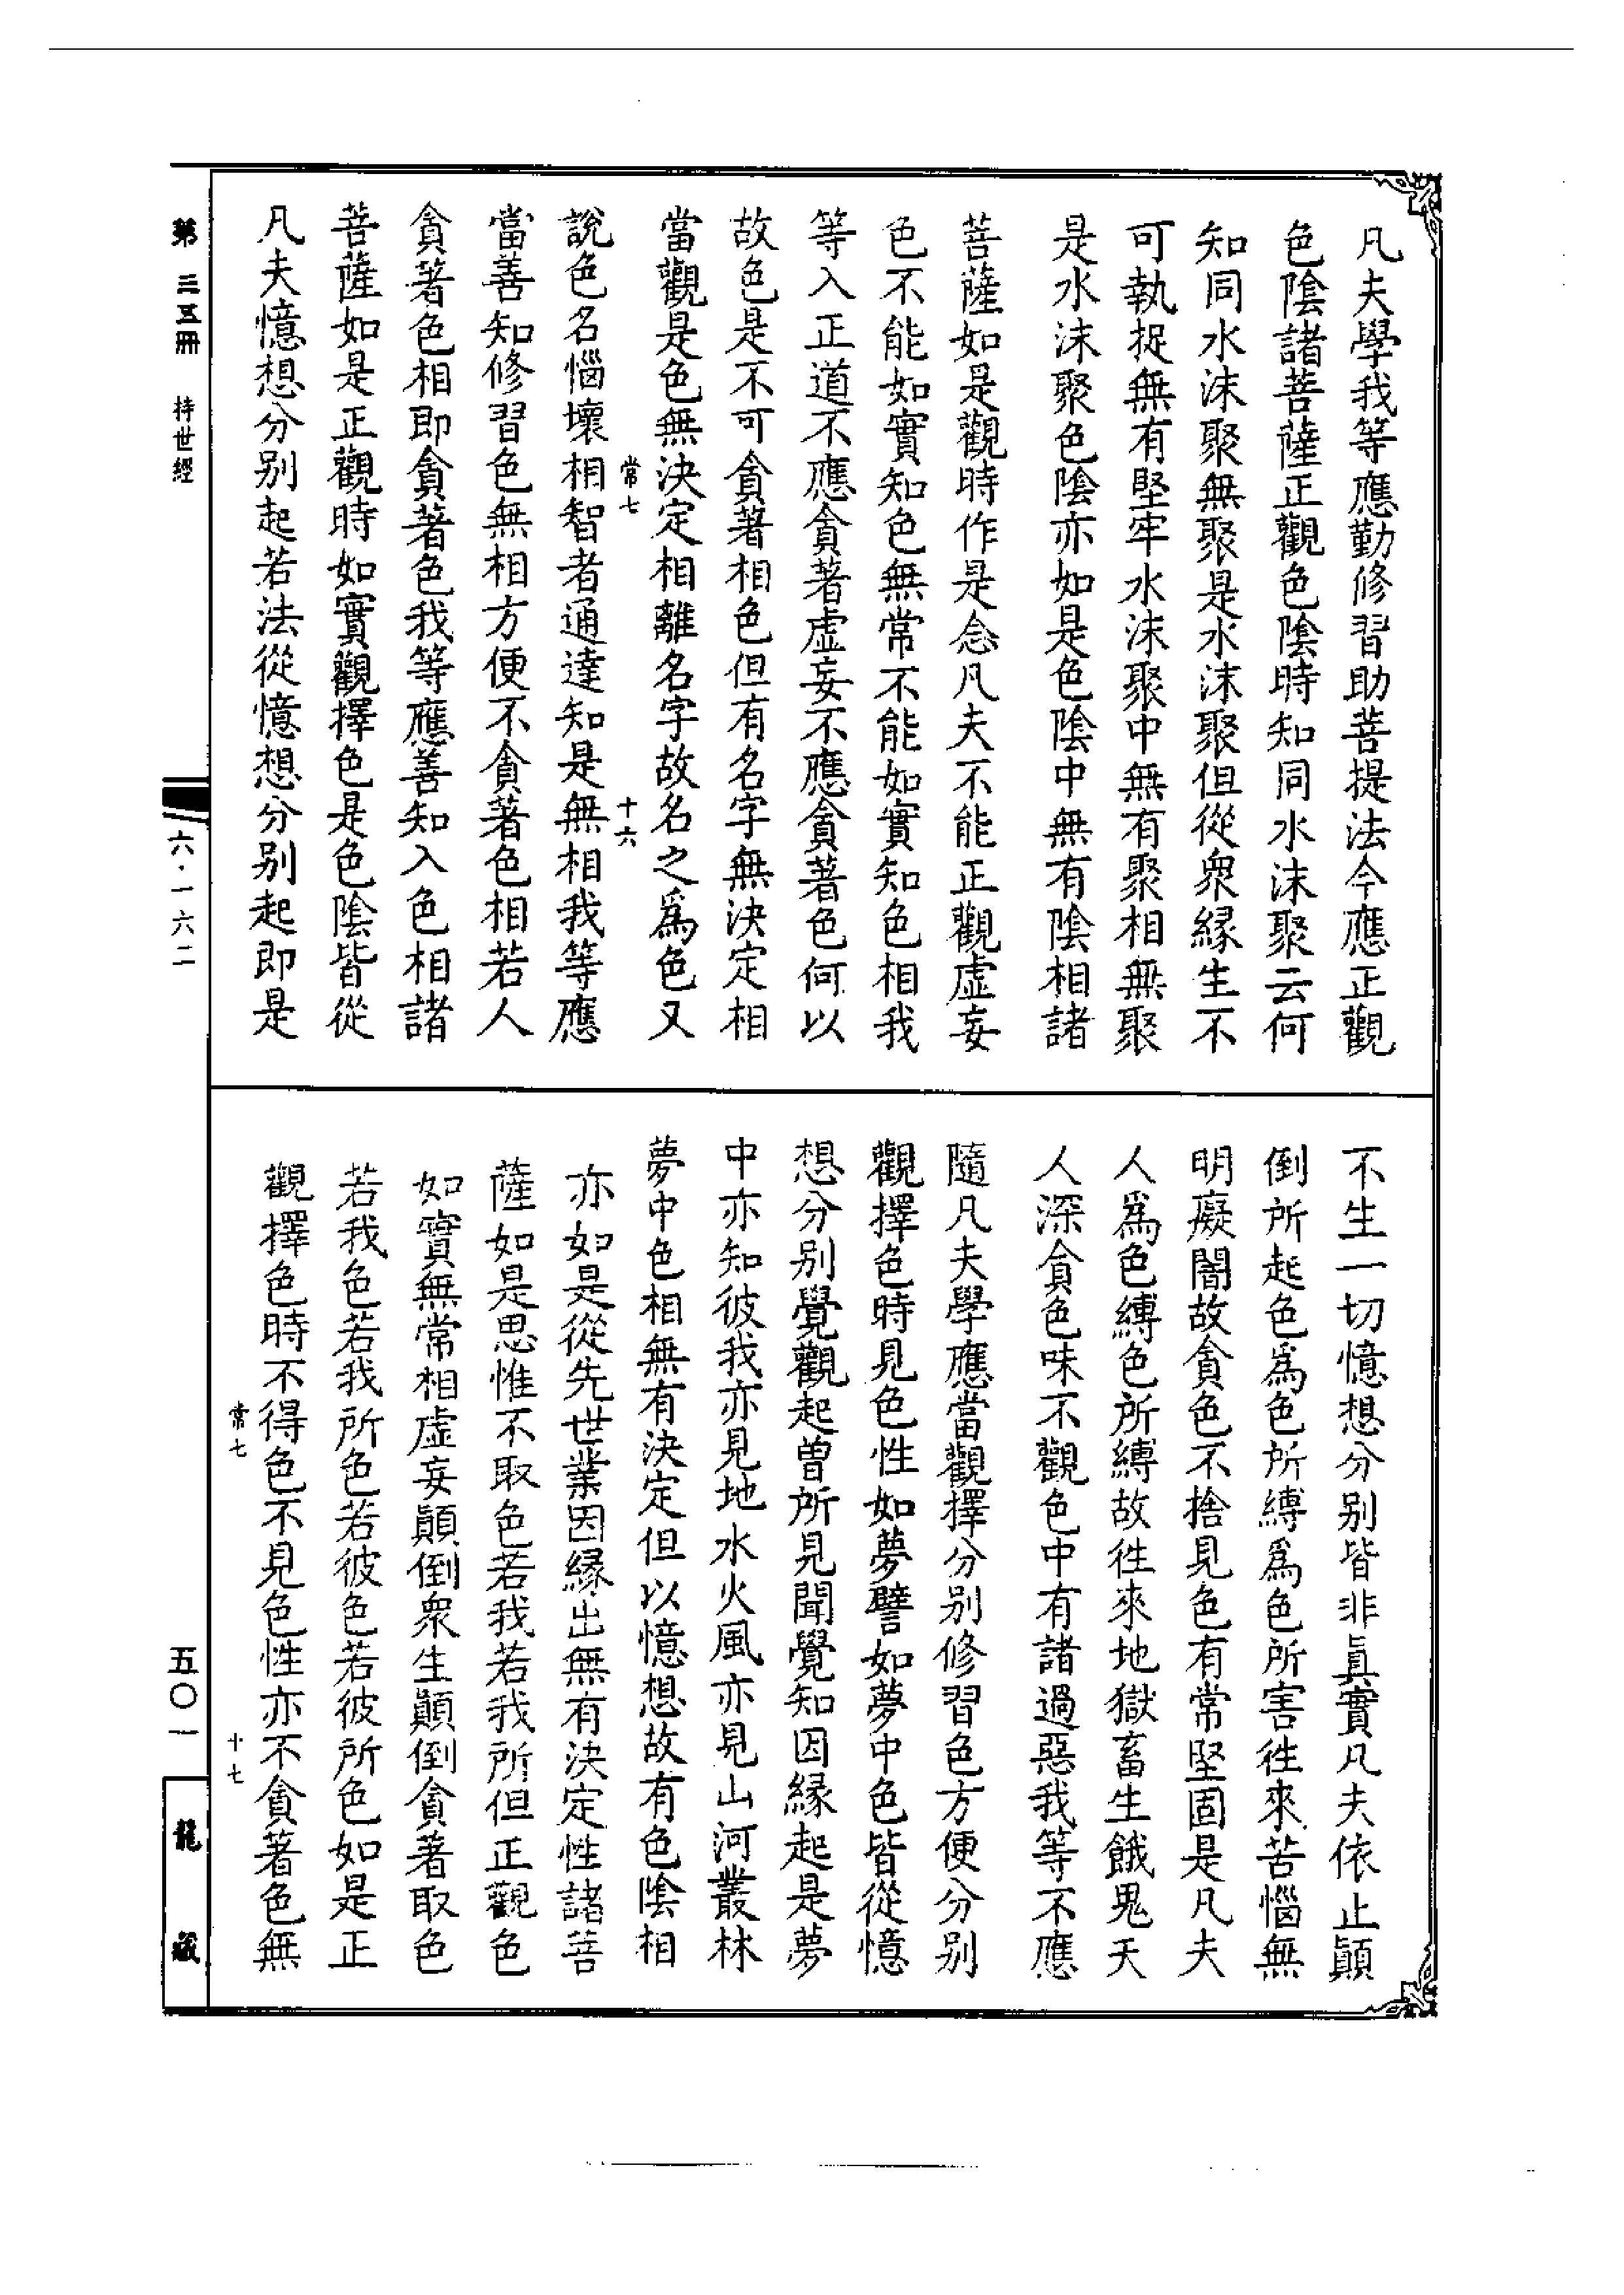 凡夫學我等應勤修習助菩提法今應正觀
色陰諸菩薩正觀色陰時知同水沫聚云何
知同水沫聚無聚是水沫聚但從衆緣生不
可執捉無有堅牢水沫聚中無有聚相無聚
是水沫聚色陰亦如是色陰中無有陰相諸
菩薩如是觀時作是念凡夫不能正觀虛妄
色不能如實知色無常不能如實知色相我
等入正道不應貪著虛妄不應貪著色何以
故色是不可貪著相色但有名字無決定相
當觀是色無決定相離名字故名之爲色又
常七 十六
說色名惱壞相智者通達知是無相我等應
當善知修習色無相方便不貪著色相若人
貪著色相即貪著色我等應善知入色相諸
菩薩如是正觀時如實觀擇色是色陰皆從
凡夫憶想分別起若法從憶想分別起即是
不生一切憶想分別皆非眞實凡夫依止顚
倒所起色爲色所縛爲色所害徃來苦惱無
明癡闇故貪色不捨見色有常堅固是凡夫
人爲色縛色所縛故徃來地獄畜生餓鬼天
人深貪色味不觀色中有諸過惡我等不應
隨凡夫學應當觀擇分別修習色方便分別
觀擇色時見色性如夢譬如夢中色皆從憶
想分別覺觀起曽所見聞覺知因緣起是夢
中亦知彼我亦見地水火風亦見山河叢林
夢中色相無有決定但以憶想故有色陰相
亦如是從先世業因緣出無有決定性諸菩
薩如是思惟不取色若我若我所但正觀色
如實無常相虛妄顚倒衆生顚倒貪著取色
若我色若我所色若彼色若彼所色如是正
觀擇色時不得色不見色性亦不貪著色無
常七 十七
第三五冊 持世經
六·一六二
五〇一
龍藏